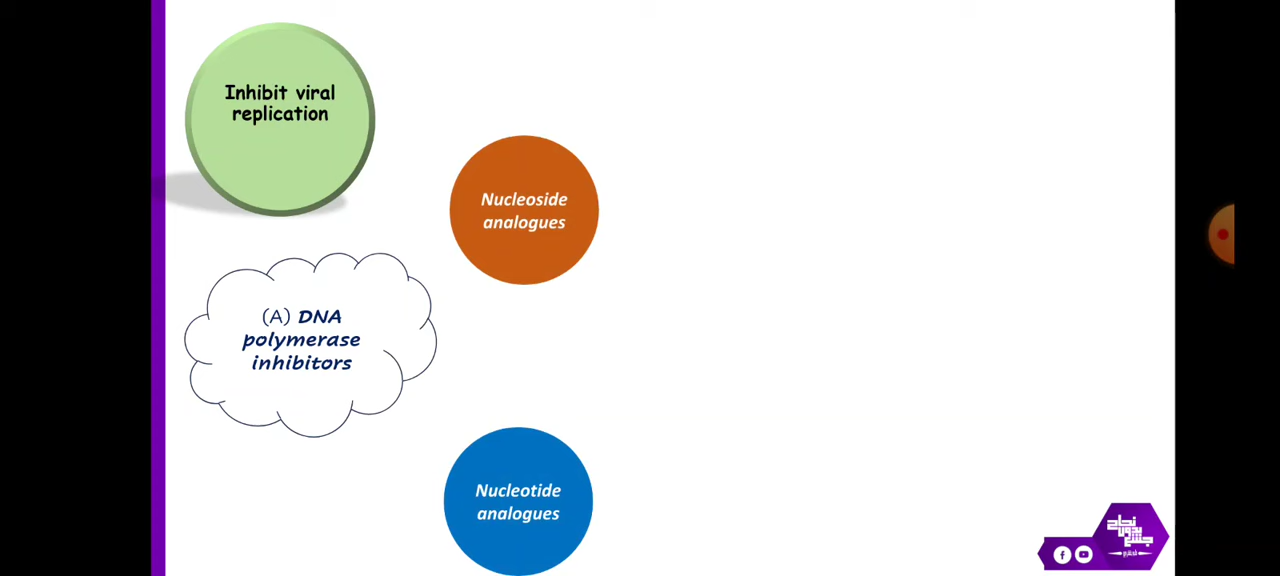 Inhibit viral
replication
Nucleoside
analogues
(A) DNA
polymerase
inhibitors
Nucleotide
analogues